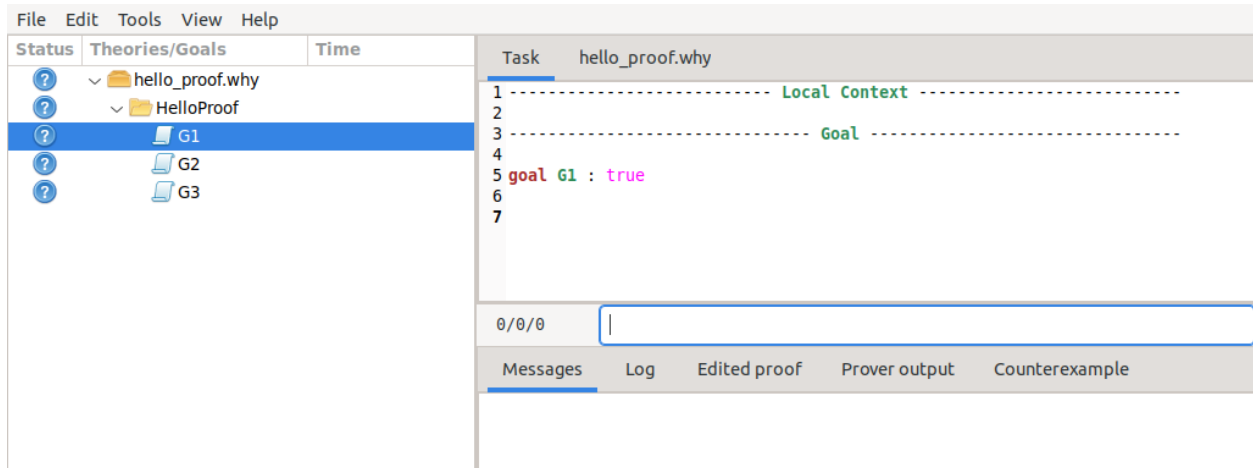 File Edit Tools View Help
Status Theories/Goals Time
hello_proof.why
HelloProof
G1
G2
G3
Task hello_proof.why
1 --------------------------- Local Context ---------------------------
2
3 ------------------------------- Goal --------------------------------
4
5 goal G1 : true
6
7
0/0/0
Messages Log Edited proof Prover output Counterexample